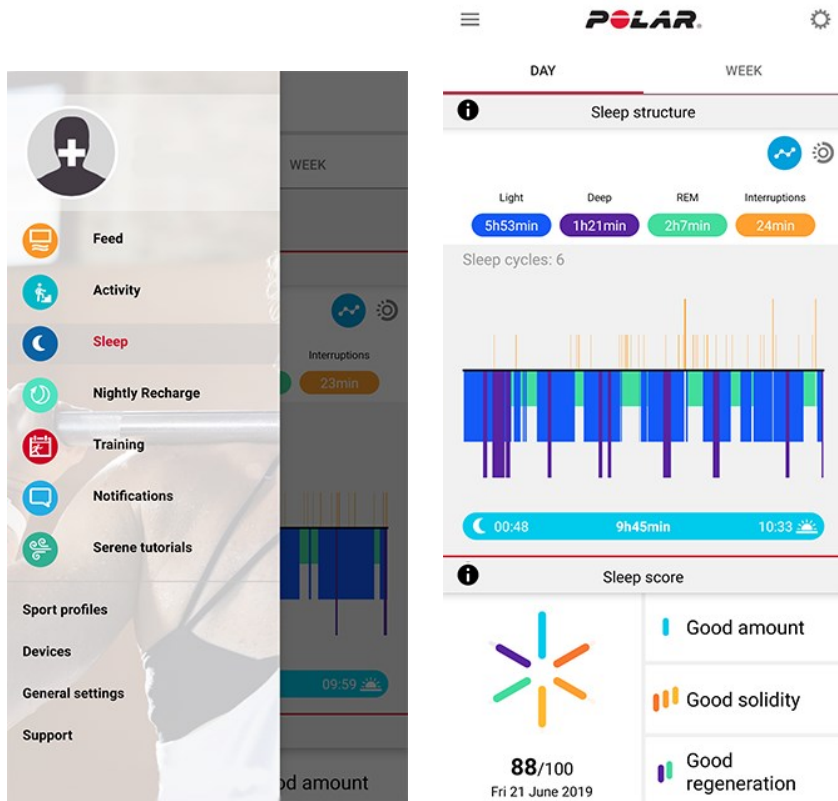 WEEK
Feed
Activity
Sleep
Interruptions
23min
Nightly Recharge
Training
Notifications
Serene tutorials
Sport profiles
Devices
General settings
09:59
Support
od amount
POLAR
DAY
WEEK
Sleep structure
Light
Deep
REM
Interruptions
5h53min
1h21min
2h7min
24min
Sleep cycles: 6
00:48
9h45min
10:33
Sleep score
Good amount
Good solidity
Good
regeneration
88/100
Fri 21 June 2019